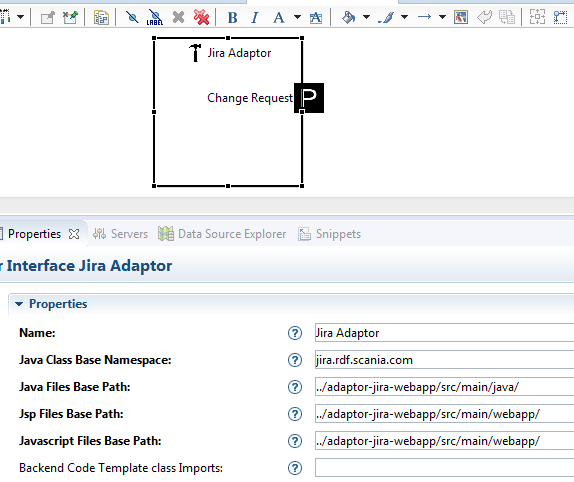 LABEL B I A A
Jira Adaptor
Change Request P
Properties Servers Data Source Explorer Snippets
r Interface Jira Adaptor
Properties
Name: ? Jira Adaptor
Java Class Base Namespace: ? jira.rdf.scania.com
Java Files Base Path: ? ../adaptor-jira-webapp/src/main/java/
Jsp Files Base Path: ? ../adaptor-jira-webapp/src/main/webapp/
Javascript Files Base Path: ? ../adaptor-jira-webapp/src/main/webapp/
Backend Code Template class Imports: ?